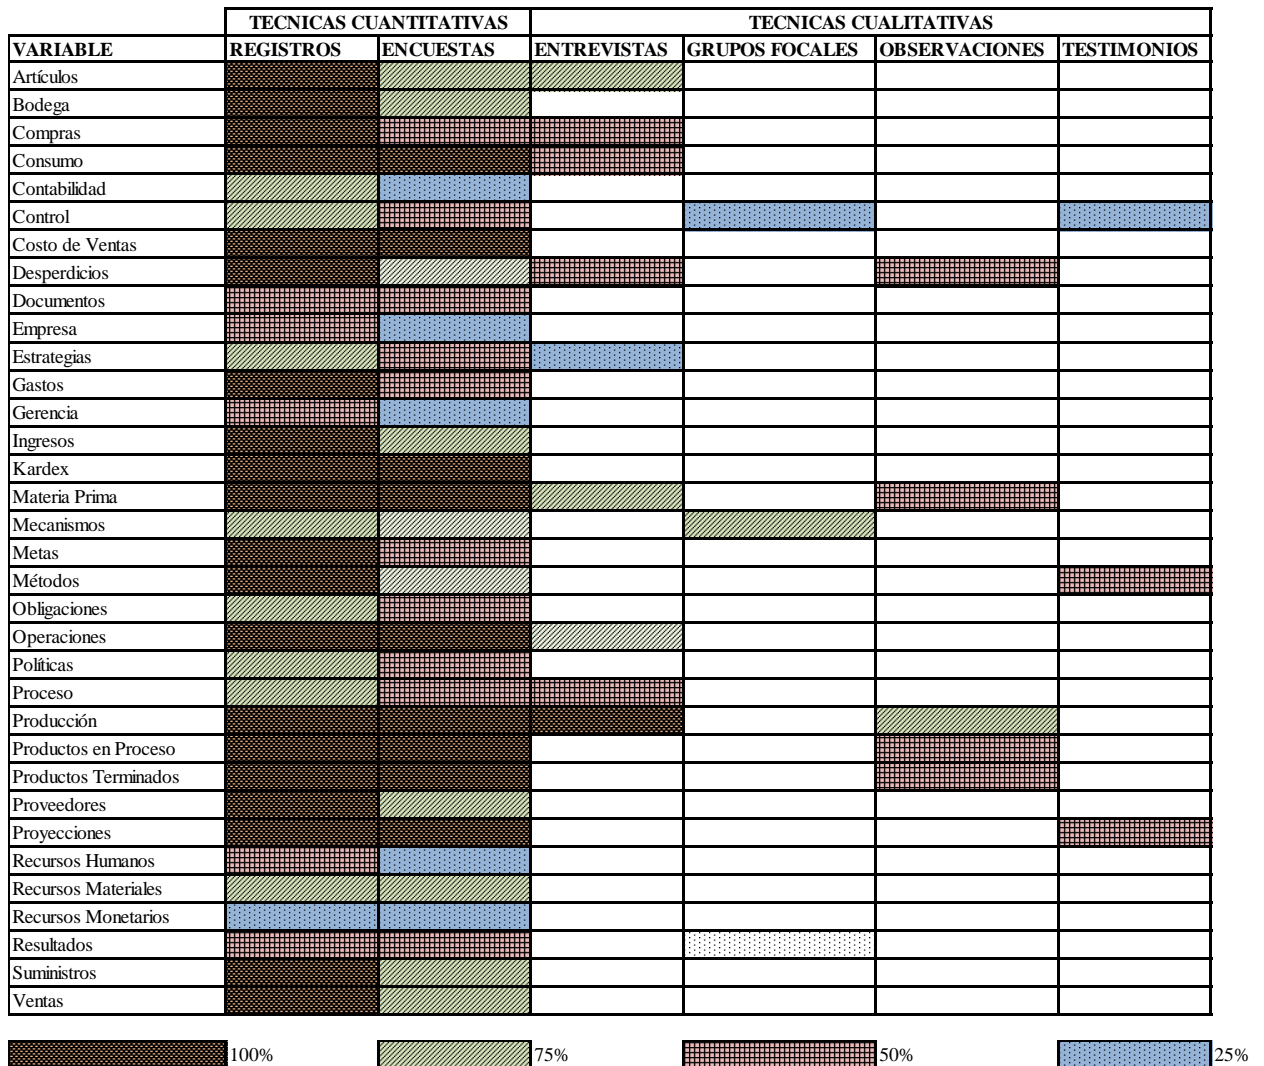 TECNICAS CUANTITATIVAS TECNICAS CUALITATIVAS
VARIABLE REGISTROS ENCUESTAS ENTREVISTAS GRUPOS FOCALES OBSERVACIONES TESTIMONIOS
Artículos
Bodega
Compras
Consumo
Contabilidad
Control
Costo de Ventas
Desperdicios
Documentos
Empresa
Estrategias
Gastos
Gerencia
Ingresos
Kardex
Materia Prima
Mecanismos
Metas
Métodos
Obligaciones
Operaciones
Políticas
Proceso
Producción
Productos en Proceso
Productos Terminados
Proveedores
Proyecciones
Recursos Humanos
Recursos Materiales
Recursos Monetarios
Resultados
Suministros
Ventas
100% 75% 50% 25%